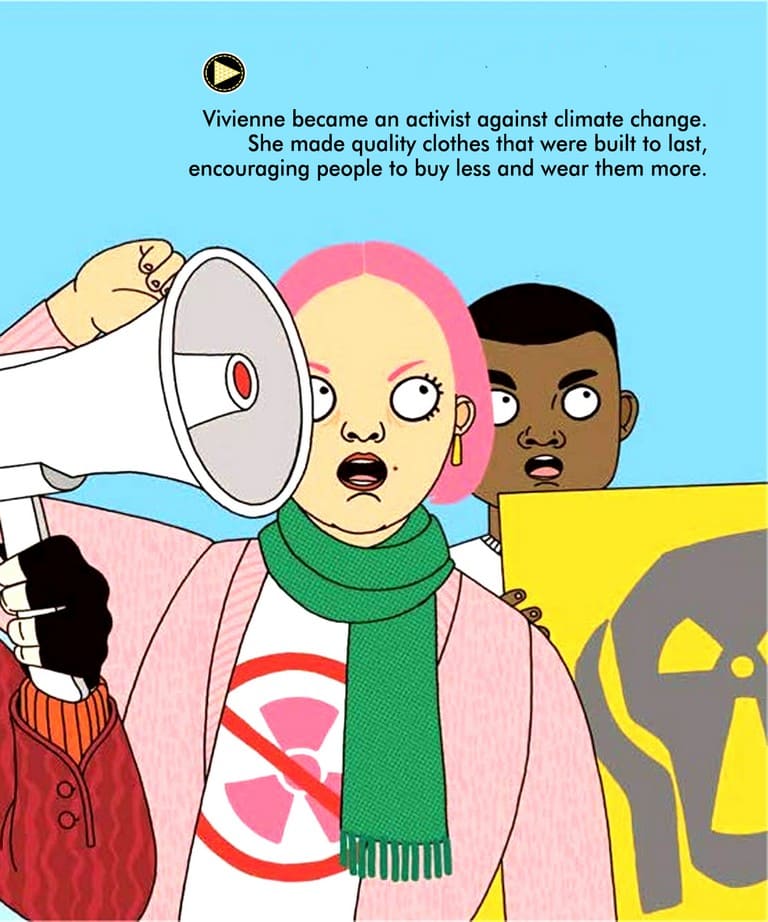 Vivienne became an activist against climate change.
She made quality clothes that were built to last,
encouraging people to buy less and wear them more.